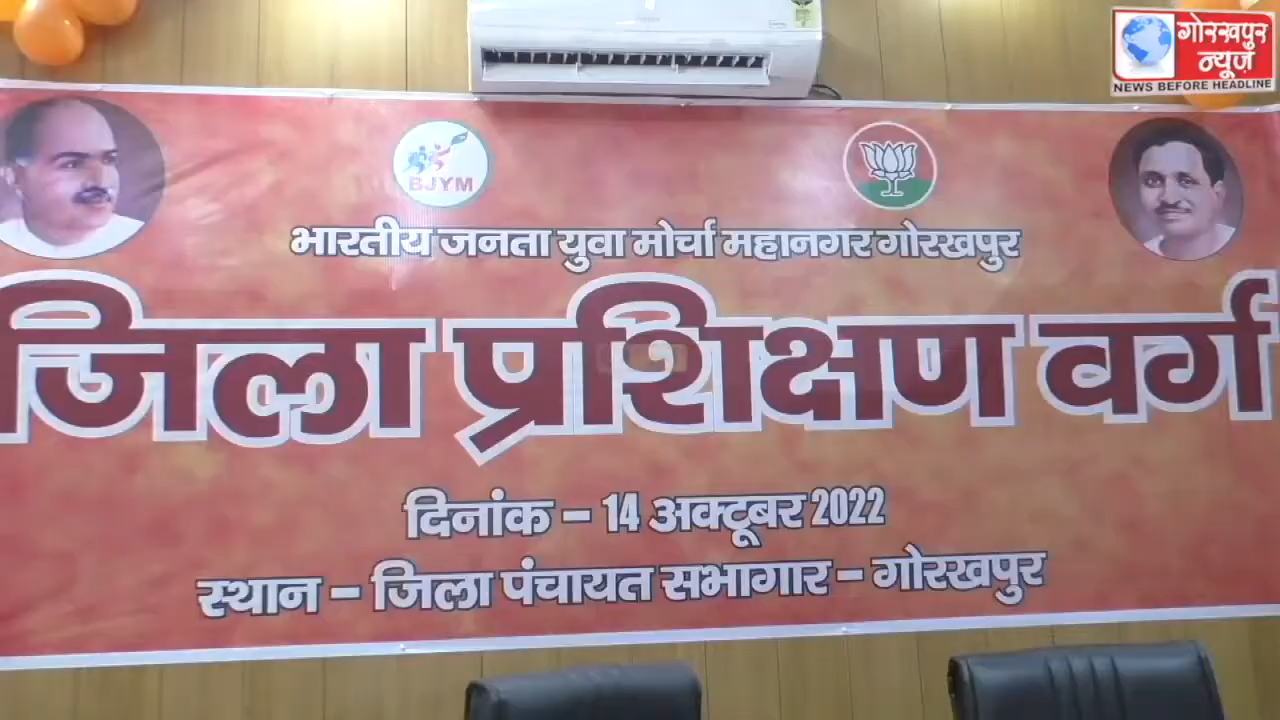 गोरखपुर
न्यूज़
NEWS BEFORE HEADLINE
BJYM
भारतीय जनता युवा मोर्चा महानगर गोरखपुर
जिला प्रशिक्षण वर्ग
दिनांक – 14 अक्टूबर 2022
स्थान – जिला पंचायत सभागार – गोरखपुर